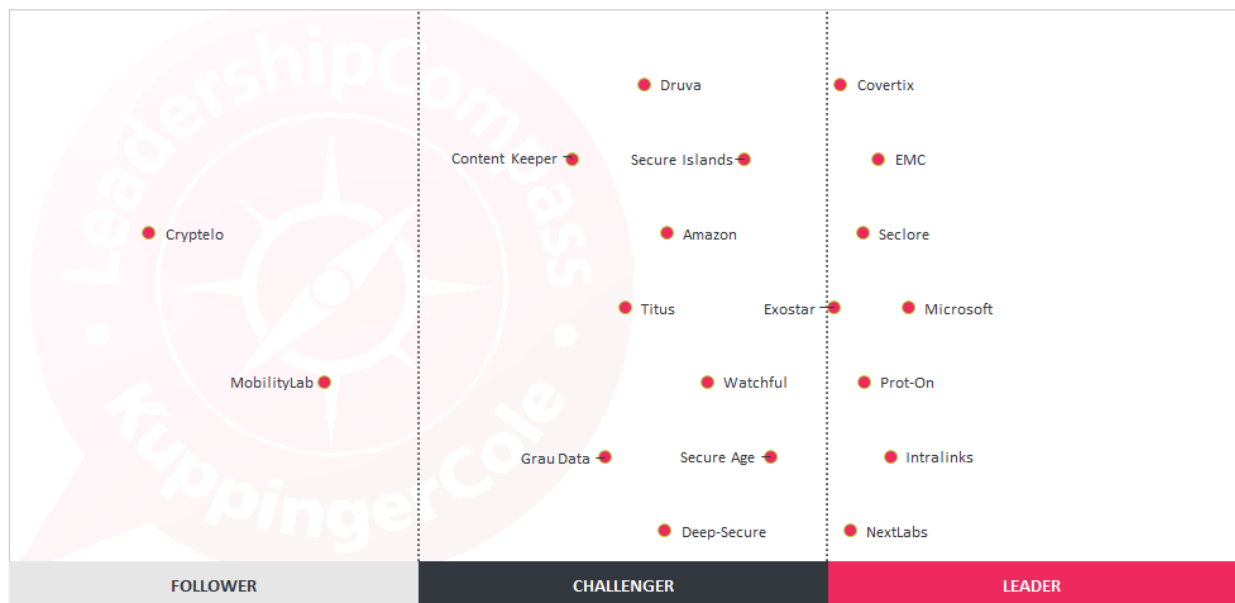 LeadershipCompass
KuppingerCole
Druva
Covertix
Content Keeper
Secure Islands
EMC
Cryptelo
Amazon
Seclore
Titus
Exostar
Microsoft
MobilityLab
Watchful
Prot-On
Grau Data
Secure Age
Intralinks
Deep-Secure
NextLabs
FOLLOWER
CHALLENGER
LEADER